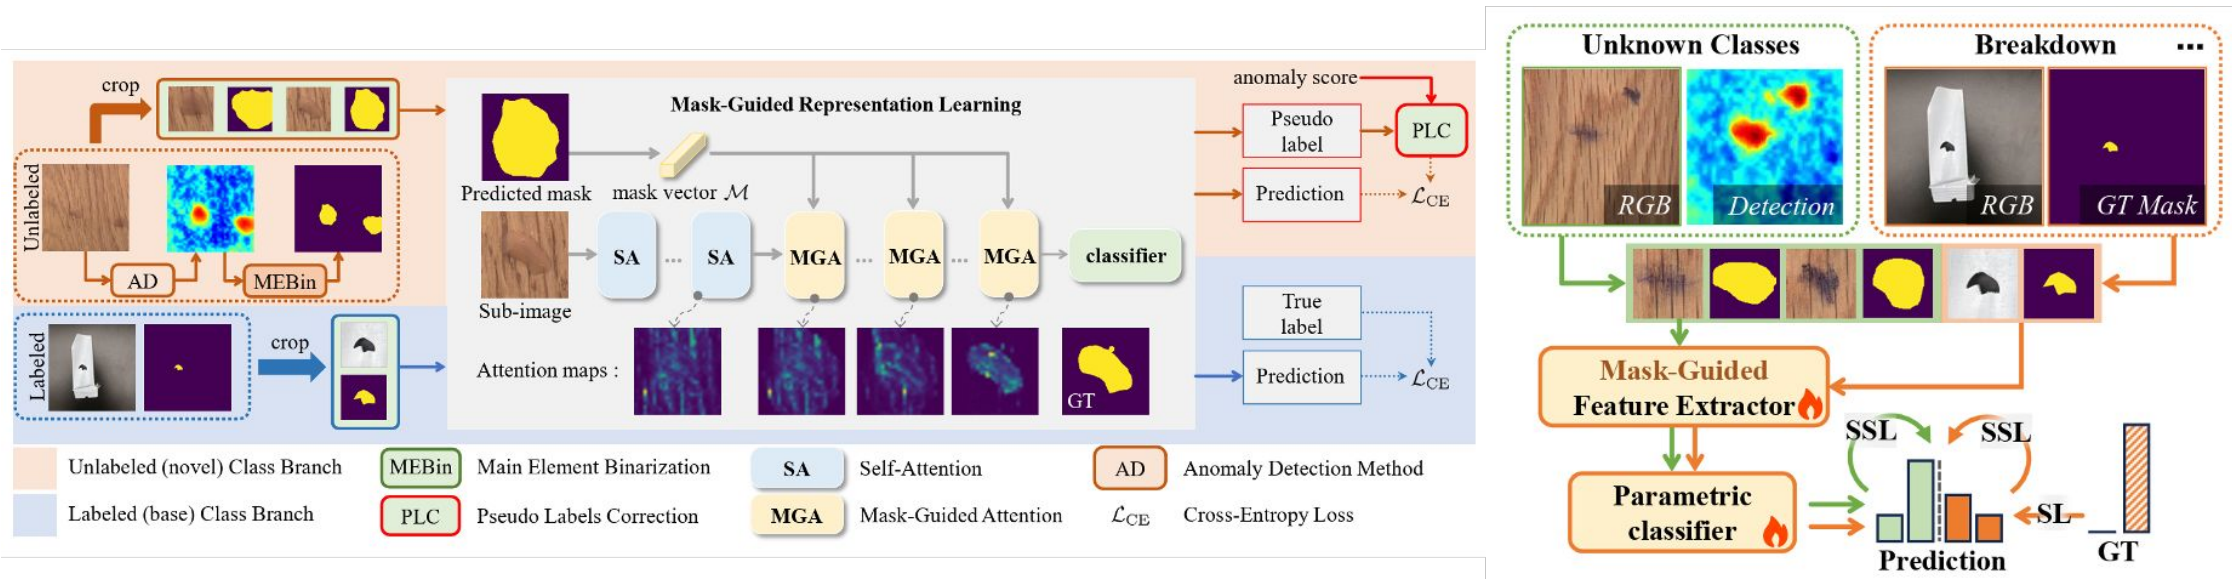 crop
Unlabeled
AD
MEBin
Labeled
crop
Mask-Guided Representation Learning
Predicted mask
mask vector ℳ
Sub-image
SA
...
SA
MGA
...
MGA
...
MGA
classifier
Attention maps :
GT
anomaly score
Pseudo
label
PLC
Prediction
ℒCE
True
label
Prediction
ℒCE
Unlabeled (novel) Class Branch
MEBin
Main Element Binarization
SA
Self-Attention
AD
Anomaly Detection Method
Labeled (base) Class Branch
PLC
Pseudo Labels Correction
MGA
Mask-Guided Attention
ℒCE
Cross-Entropy Loss
Unknown Classes
RGB
Detection
Breakdown
...
RGB
GT Mask
Mask-Guided
Feature Extractor
Parametric
classifier
SSL
SSL
SL
Prediction
GT